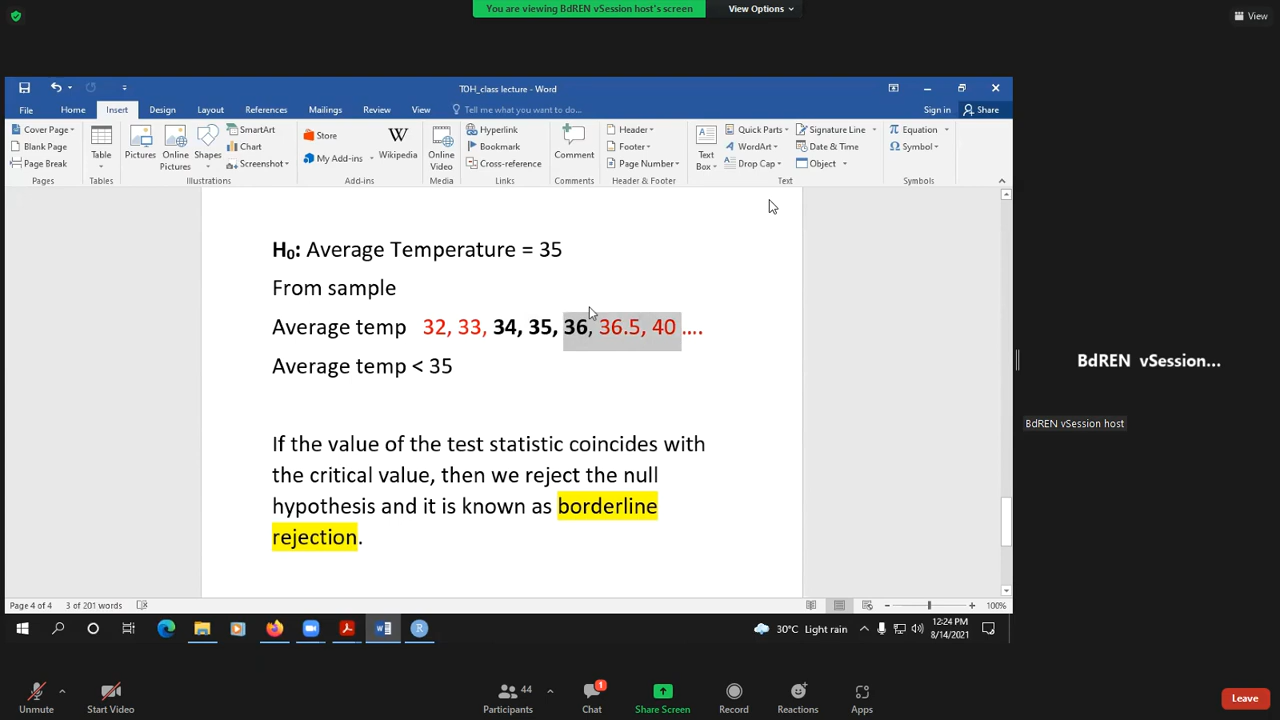 You are viewing BdREN vSession host's screen
View Options
View
TOH_class lecture - Word
File Home Insert Design Layout References Mailings Review View Tell me what you want to do... Sign in Share
Cover Page
Blank Page
Page Break
Pages
Table
Tables
Pictures
Online Pictures
Shapes
SmartArt
Chart
Screenshot
Illustrations
Store
My Add-ins
Wikipedia
Add-ins
Online Video
Media
Hyperlink
Bookmark
Cross-reference
Links
Comment
Comments
Header
Footer
Page Number
Header & Footer
Text Box
Quick Parts
WordArt
Drop Cap
Signature Line
Date & Time
Object
Text
Equation
Symbol
Symbols
H₀: Average Temperature = 35
From sample
Average temp 32, 33, 34, 35, 36, 36.5, 40 ....
Average temp < 35
If the value of the test statistic coincides with
the critical value, then we reject the null
hypothesis and it is known as borderline
rejection.
BdREN vSession...
BdREN vSession host
Page 4 of 4 3 of 201 words 100%
30°C Light rain
12:24 PM
8/14/2021
Unmute
Start Video
44
Participants
1
Chat
Share Screen
Record
Reactions
Apps
Leave